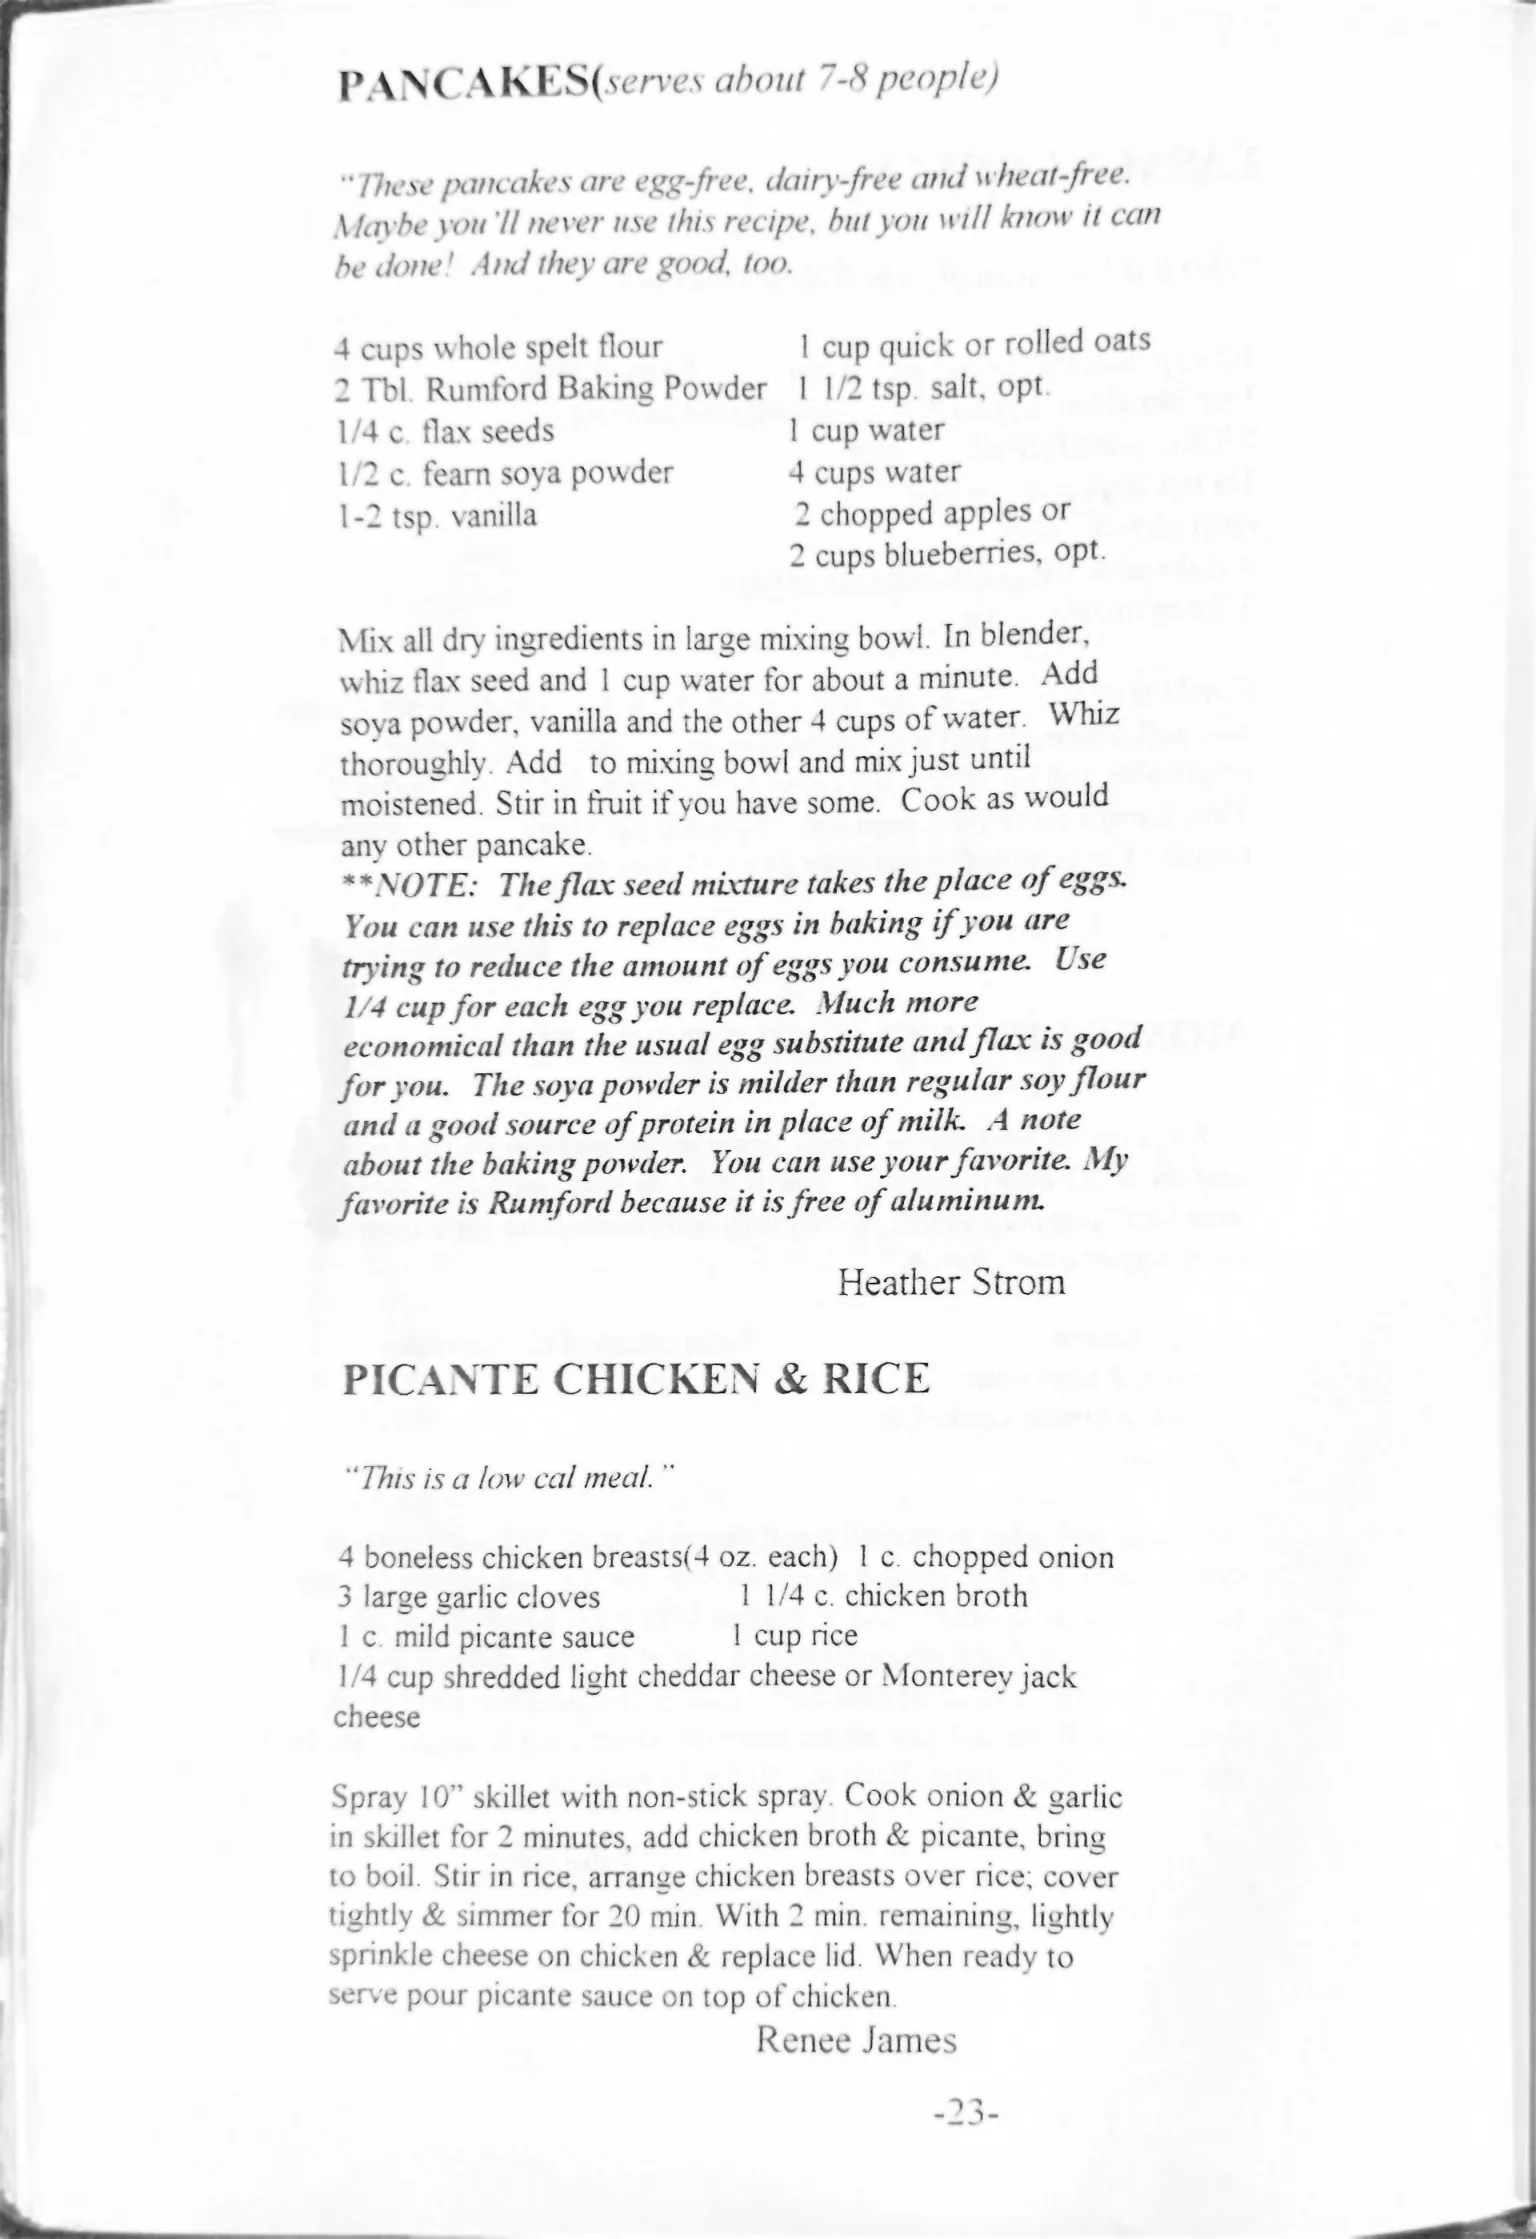 PANCAKES(serves about 7-8 people)
"These pancakes are egg-free, dairy-free and wheat-free.
Maybe you'll never use this recipe, but you will know it can
be done! And they are good, too.
4 cups whole spelt flour 1 cup quick or rolled oats
2 Tbl. Rumford Baking Powder 1 1/2 tsp. salt, opt.
1/4 c. flax seeds 1 cup water
1/2 c. fearn soya powder 4 cups water
1-2 tsp. vanilla 2 chopped apples or
2 cups blueberries, opt.
Mix all dry ingredients in large mixing bowl. In blender,
whiz flax seed and 1 cup water for about a minute. Add
soya powder, vanilla and the other 4 cups of water. Whiz
thoroughly. Add to mixing bowl and mix just until
moistened. Stir in fruit if you have some. Cook as would
any other pancake.
**NOTE: The flax seed mixture takes the place of eggs.
You can use this to replace eggs in baking if you are
trying to reduce the amount of eggs you consume. Use
1/4 cup for each egg you replace. Much more
economical than the usual egg substitute and flax is good
for you. The soya powder is milder than regular soy flour
and a good source of protein in place of milk. A note
about the baking powder. You can use your favorite. My
favorite is Rumford because it is free of aluminum.
Heather Strom
PICANTE CHICKEN & RICE
"This is a low cal meal."
4 boneless chicken breasts(4 oz. each) 1 c. chopped onion
3 large garlic cloves 1 1/4 c. chicken broth
1 c. mild picante sauce 1 cup rice
1/4 cup shredded light cheddar cheese or Monterey jack
cheese
Spray 10" skillet with non-stick spray. Cook onion & garlic
in skillet for 2 minutes, add chicken broth & picante, bring
to boil. Stir in rice, arrange chicken breasts over rice; cover
tightly & simmer for 20 min. With 2 min. remaining, lightly
sprinkle cheese on chicken & replace lid. When ready to
serve pour picante sauce on top of chicken.
Renee James
-23-